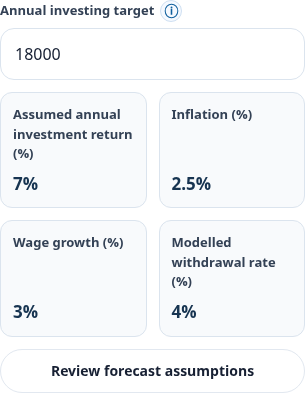 Annual investing target
18000
Assumed annual
investment return
(%)
7%
Inflation (%)
2.5%
Wage growth (%)
3%
Modelled
withdrawal rate
(%)
4%
Review forecast assumptions